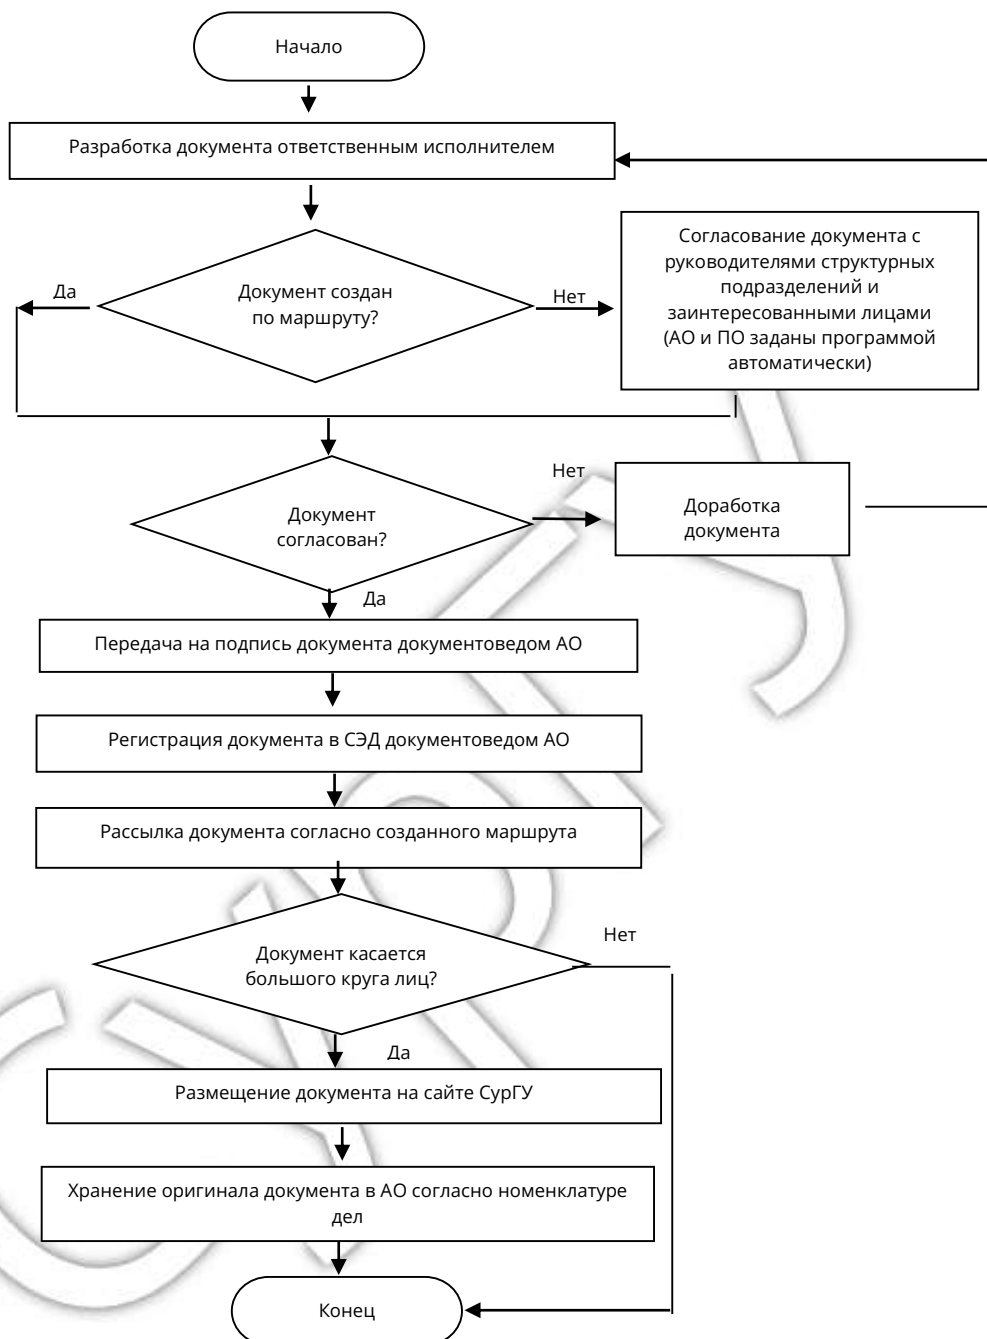 Начало
Разработка документа ответственным исполнителем
Да
Документ создан
по маршруту?
Нет
Согласование документа с
руководителями структурных
подразделений и
заинтересованными лицами
(АО и ПО заданы программой
автоматически)
Документ
согласован?
Нет
Доработка
документа
Да
Передача на подпись документа документоведом АО
Регистрация документа в СЭД документоведом АО
Рассылка документа согласно созданного маршрута
Документ касается
большого круга лиц?
Нет
Да
Размещение документа на сайте СурГУ
Хранение оригинала документа в АО согласно номенклатуре
дел
Конец